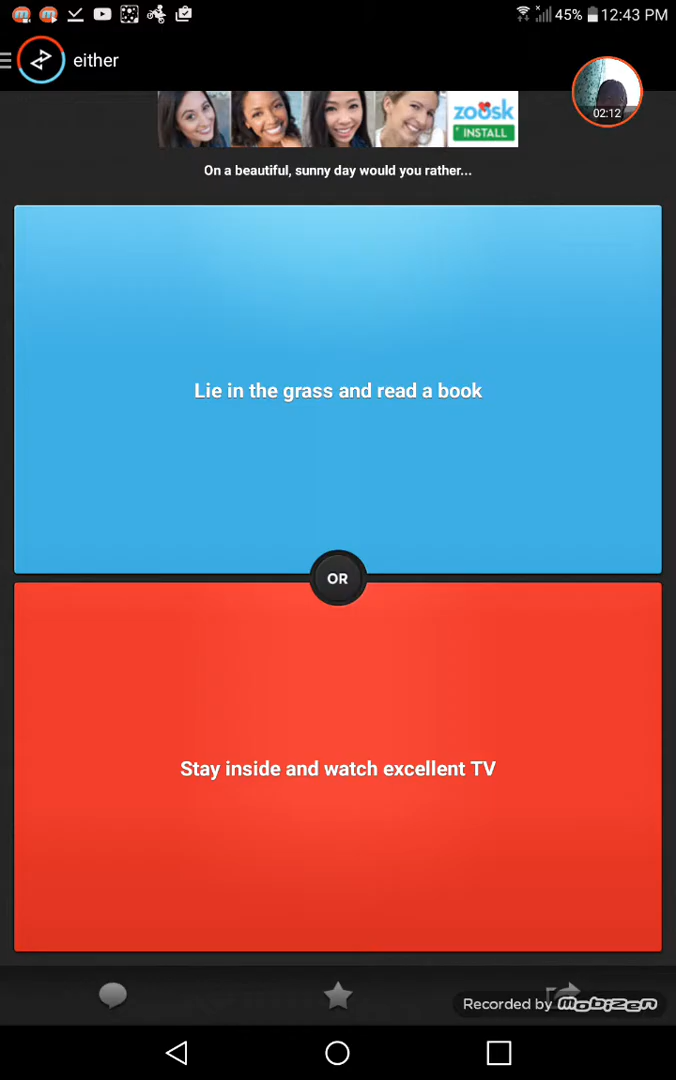 45% 12:43 PM
either
02:12
zoosk
INSTALL
On a beautiful, sunny day would you rather...
Lie in the grass and read a book
OR
Stay inside and watch excellent TV
Recorded by mobizen